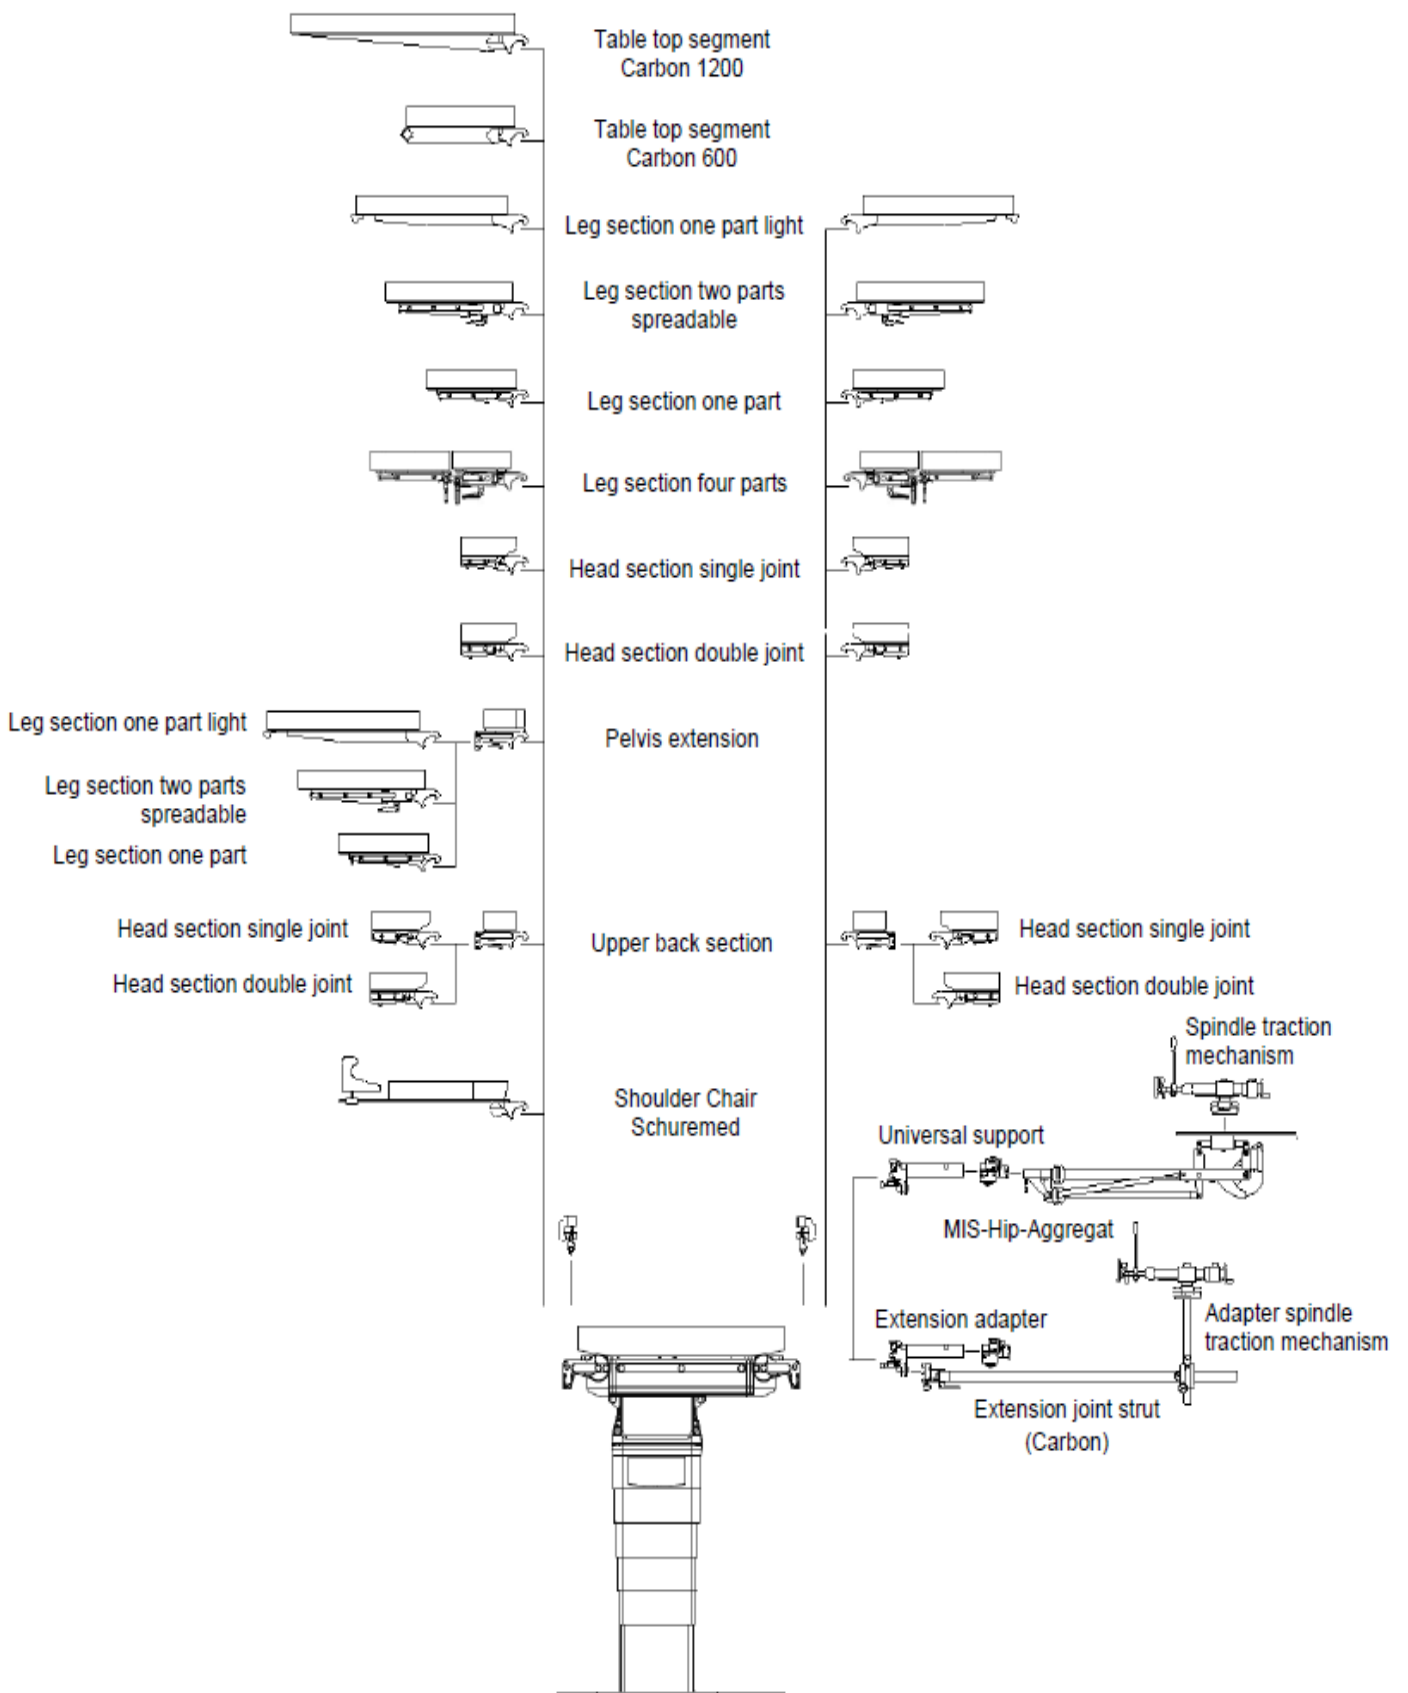 Table top segment
Carbon 1200
Table top segment
Carbon 600
Leg section one part light
Leg section two parts
spreadable
Leg section one part
Leg section four parts
Head section single joint
Head section double joint
Leg section one part light
Pelvis extension
Leg section two parts
spreadable
Leg section one part
Head section single joint
Upper back section
Head section single joint
Head section double joint
Head section double joint
Spindle traction
mechanism
Shoulder Chair
Schuremed
Universal support
MIS-Hip-Aggregat
Extension adapter
Adapter spindle
traction mechanism
Extension joint strut
(Carbon)